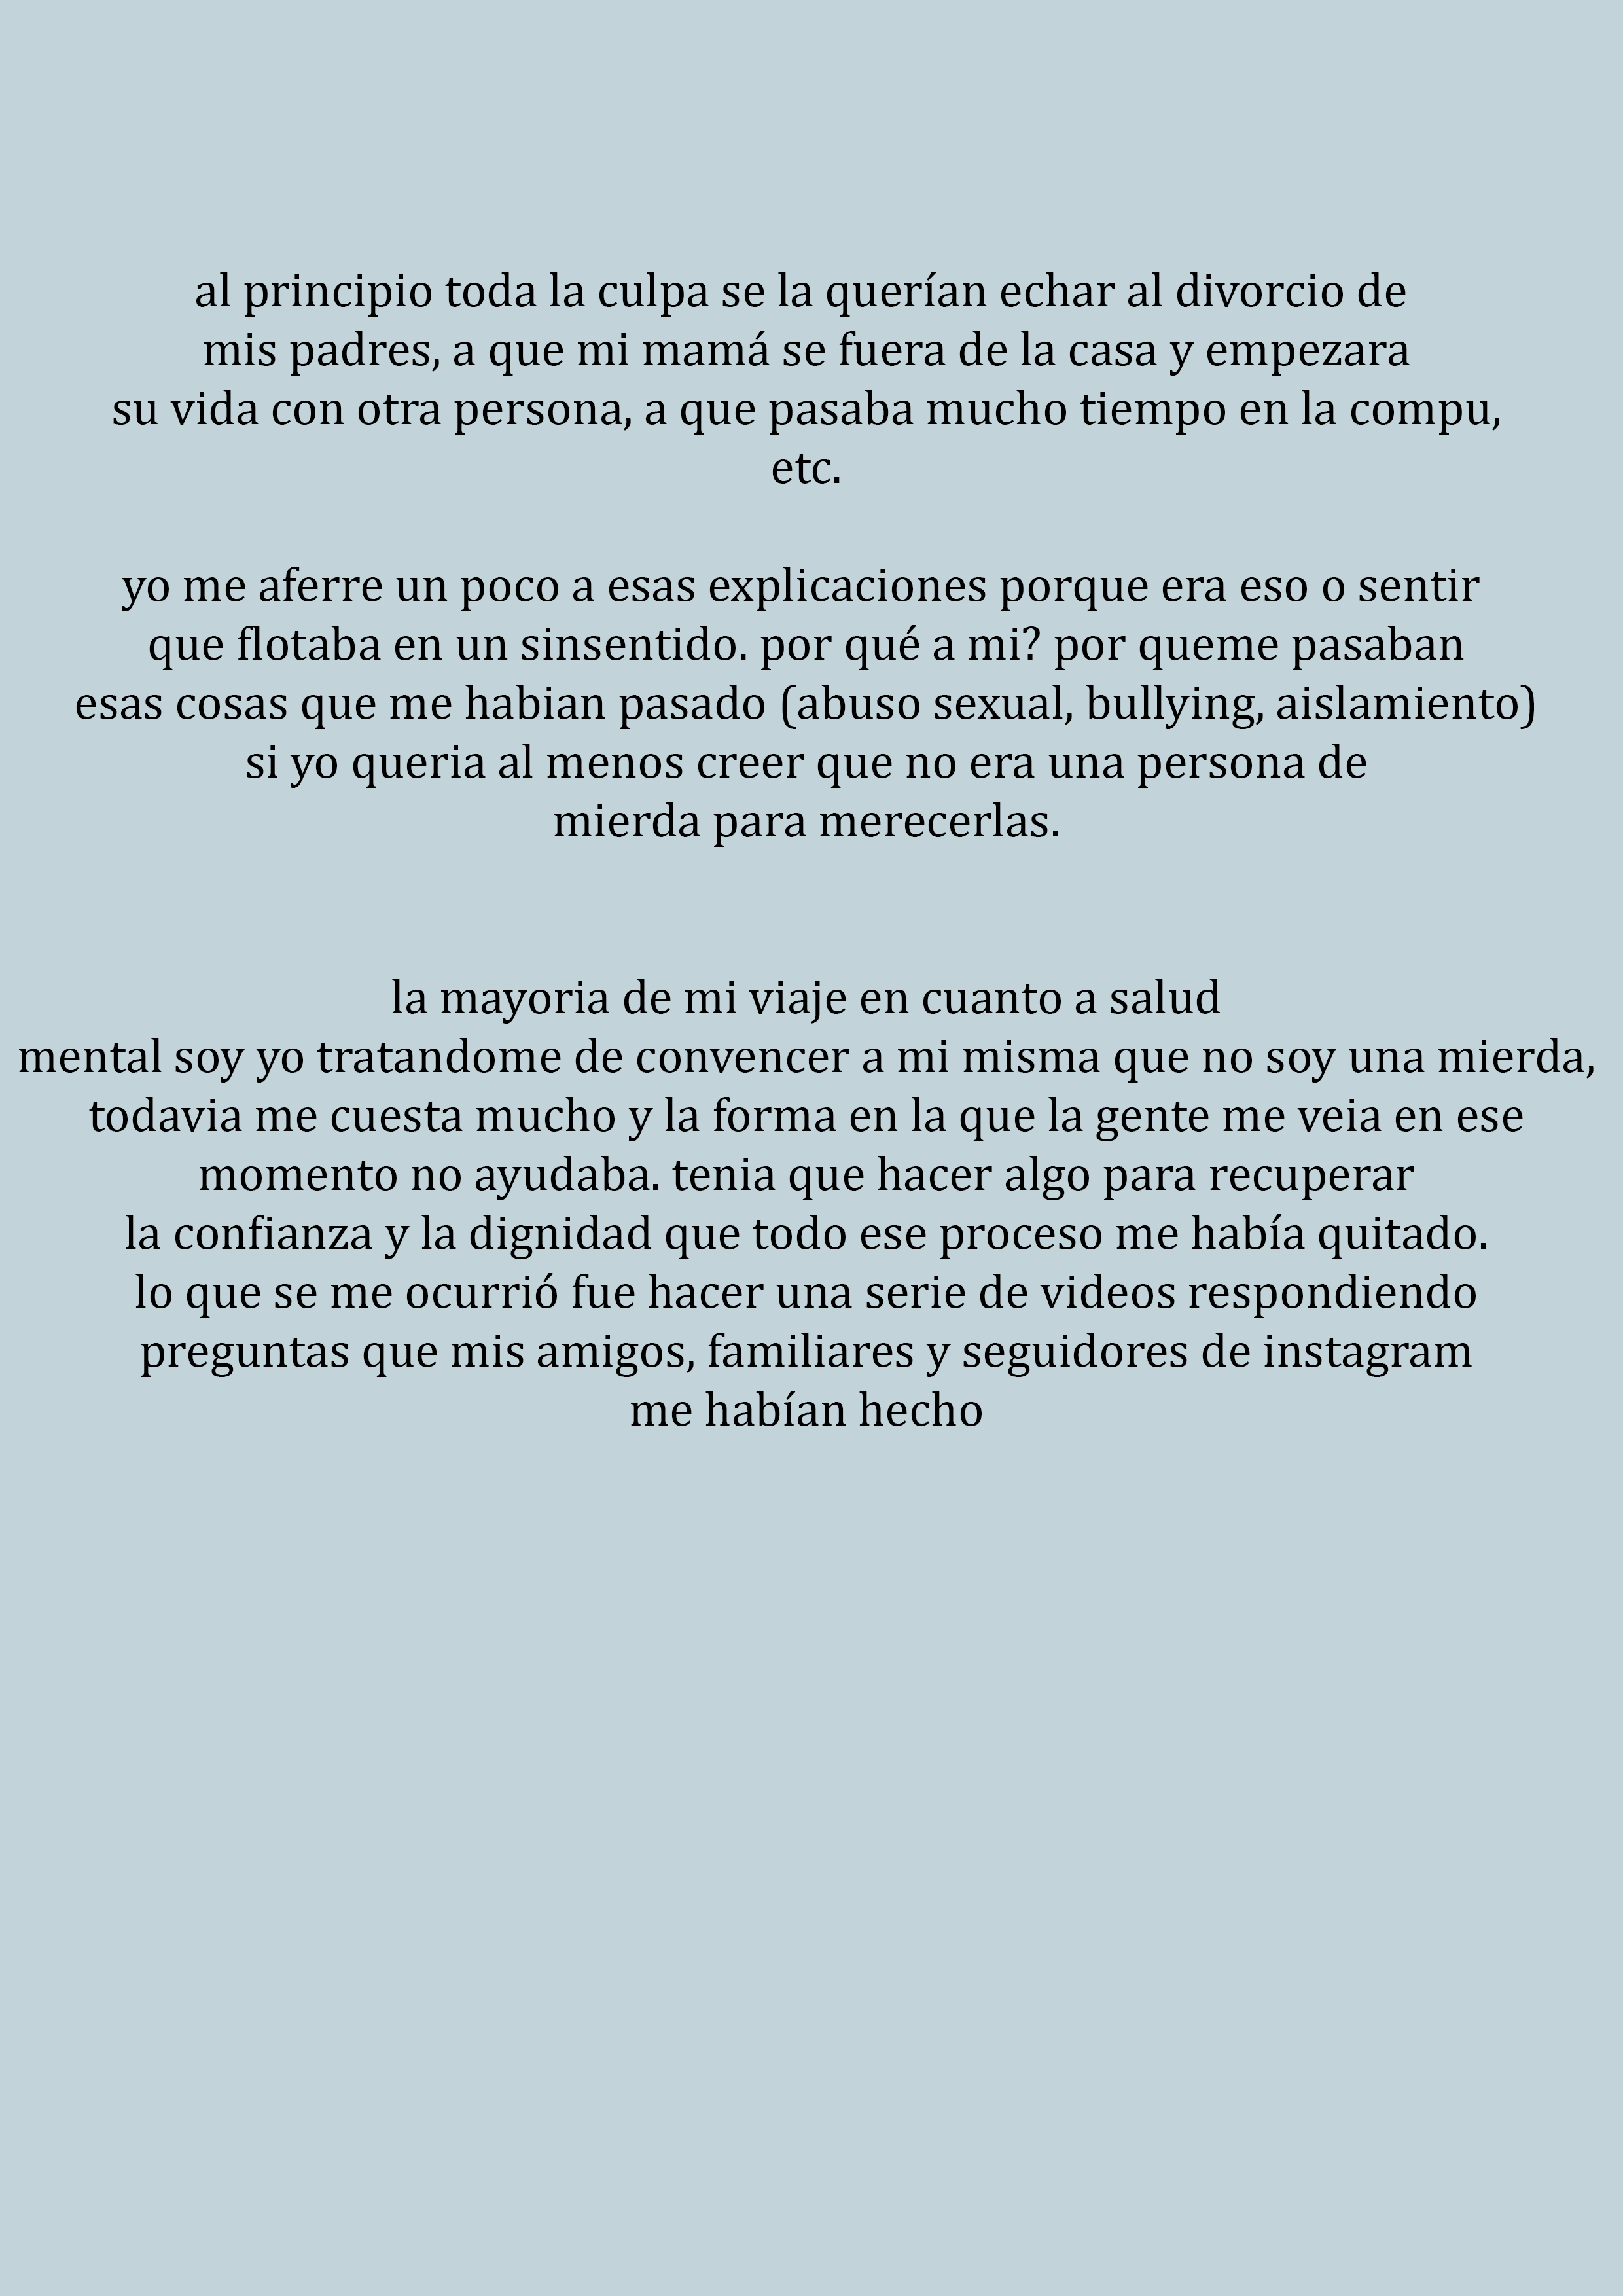 al principio toda la culpa se la querían echar al divorcio de
mis padres, a que mi mamá se fuera de la casa y empezara
su vida con otra persona, a que pasaba mucho tiempo en la compu,
etc.
yo me aferre un poco a esas explicaciones porque era eso o sentir
que flotaba en un sinsentido. por qué a mi? por queme pasaban
esas cosas que me habian pasado (abuso sexual, bullying, aislamiento)
si yo queria al menos creer que no era una persona de
mierda para merecerlas.
la mayoria de mi viaje en cuanto a salud
mental soy yo tratandome de convencer a mi misma que no soy una mierda,
todavia me cuesta mucho y la forma en la que la gente me veia en ese
momento no ayudaba. tenia que hacer algo para recuperar
la confianza y la dignidad que todo ese proceso me había quitado.
lo que se me ocurrió fue hacer una serie de videos respondiendo
preguntas que mis amigos, familiares y seguidores de instagram
me habían hecho